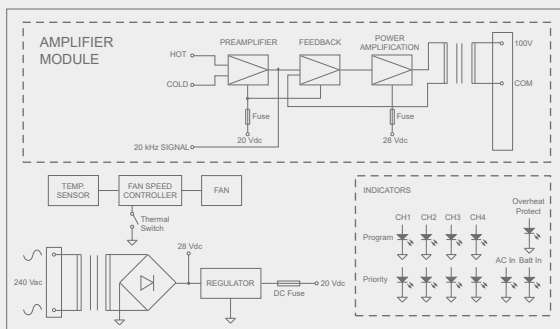 AMPLIFIER
MODULE
PREAMPLIFIER
FEEDBACK
POWER
AMPLIFICATION
HOT
COLD
100V
COM
Fuse
Fuse
20 Vdc
28 Vdc
20 kHz SIGNAL
TEMP.
SENSOR
FAN SPEED
CONTROLLER
FAN
Thermal
Switch
28 Vdc
240 Vac
REGULATOR
DC Fuse
20 Vdc
INDICATORS
CH1 CH2 CH3 CH4
Overheat
Protect
Program
AC In Batt In
Priority